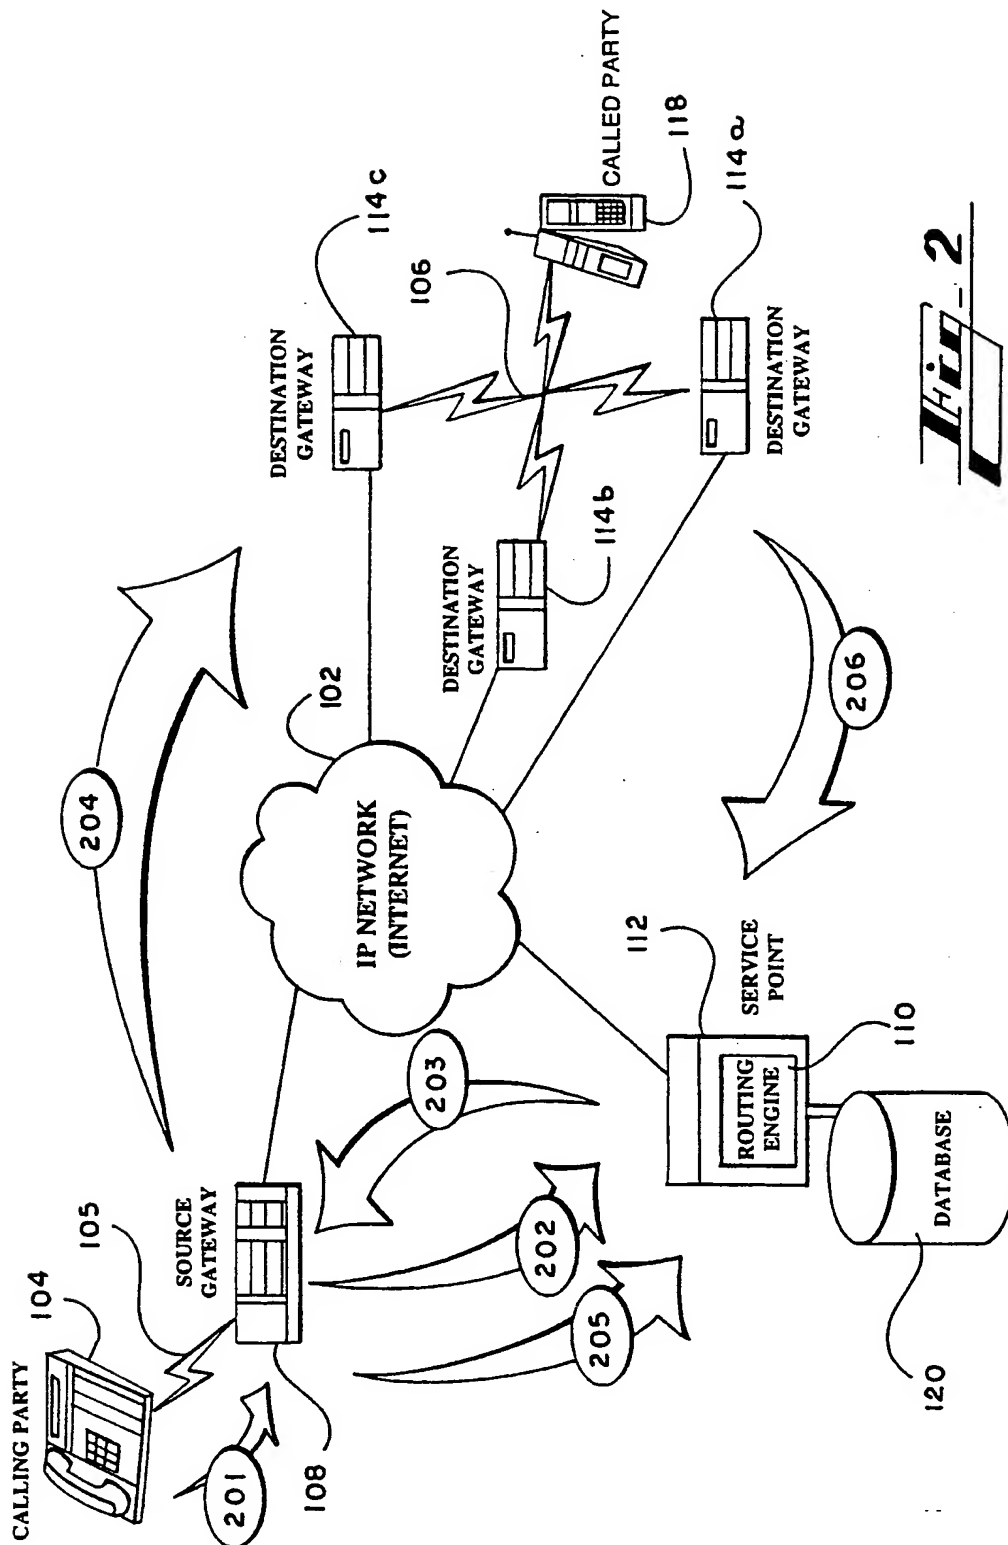 CALLING PARTY
104
105
201
108
SOURCE
GATEWAY
202
205
203
204
IP NETWORK
(INTERNET)
102
DESTINATION
GATEWAY
114c
106
CALLED PARTY
118
DESTINATION
GATEWAY
114b
DESTINATION
GATEWAY
114a
206
112
SERVICE
POINT
ROUTING
ENGINE
110
DATABASE
120
Fig_2